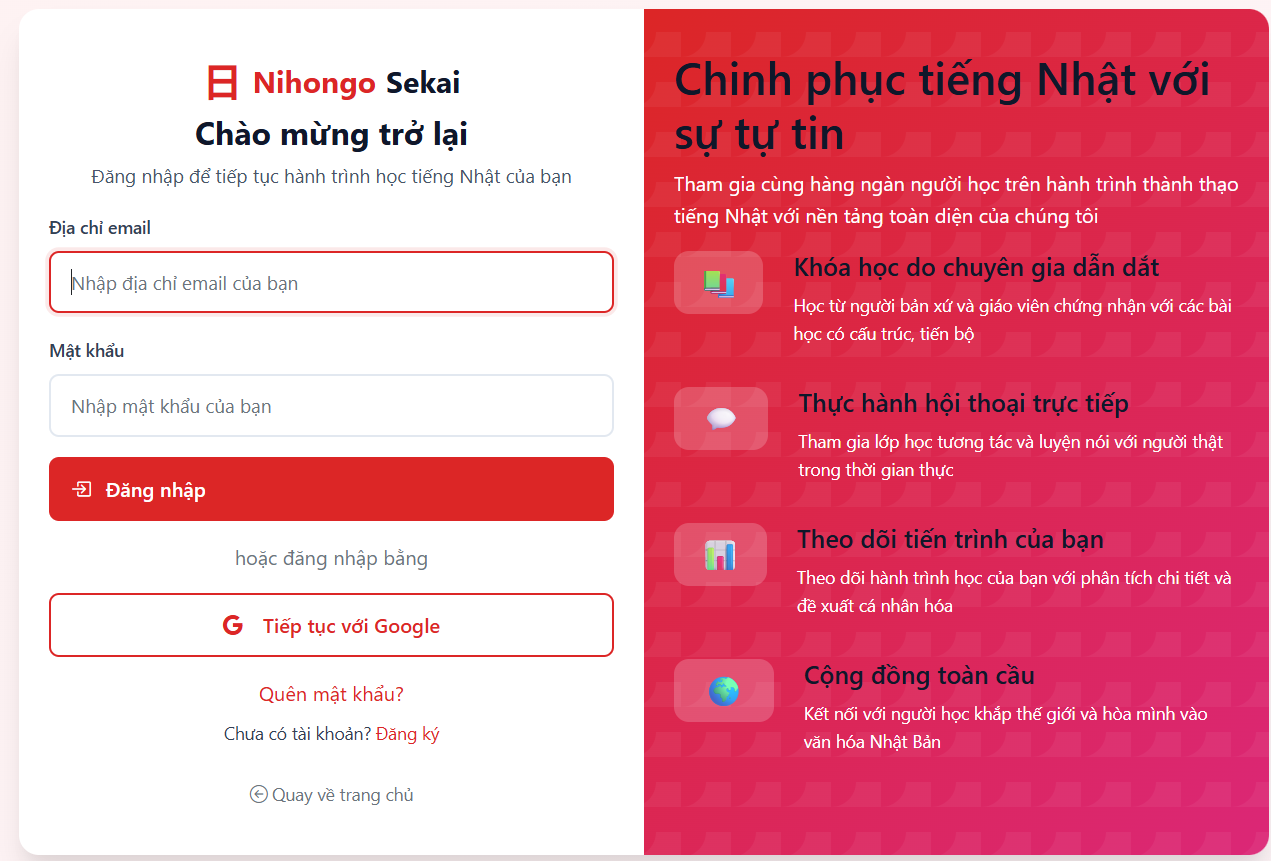 日 Nihongo Sekai
Chào mừng trở lại
Đăng nhập để tiếp tục hành trình học tiếng Nhật của bạn
Địa chỉ email
Nhập địa chỉ email của bạn
Mật khẩu
Nhập mật khẩu của bạn
Đăng nhập
hoặc đăng nhập bằng
G Tiếp tục với Google
Quên mật khẩu?
Chưa có tài khoản? Đăng ký
Quay về trang chủ
Chinh phục tiếng Nhật với
sự tự tin
Tham gia cùng hàng ngàn người học trên hành trình thành thạo
tiếng Nhật với nền tảng toàn diện của chúng tôi
Khóa học do chuyên gia dẫn dắt
Học từ người bản xứ và giáo viên chứng nhận với các bài
học có cấu trúc, tiến bộ
Thực hành hội thoại trực tiếp
Tham gia lớp học tương tác và luyện nói với người thật
trong thời gian thực
Theo dõi tiến trình của bạn
Theo dõi hành trình học của bạn với phân tích chi tiết và
đề xuất cá nhân hóa
Cộng đồng toàn cầu
Kết nối với người học khắp thế giới và hòa mình vào
văn hóa Nhật Bản